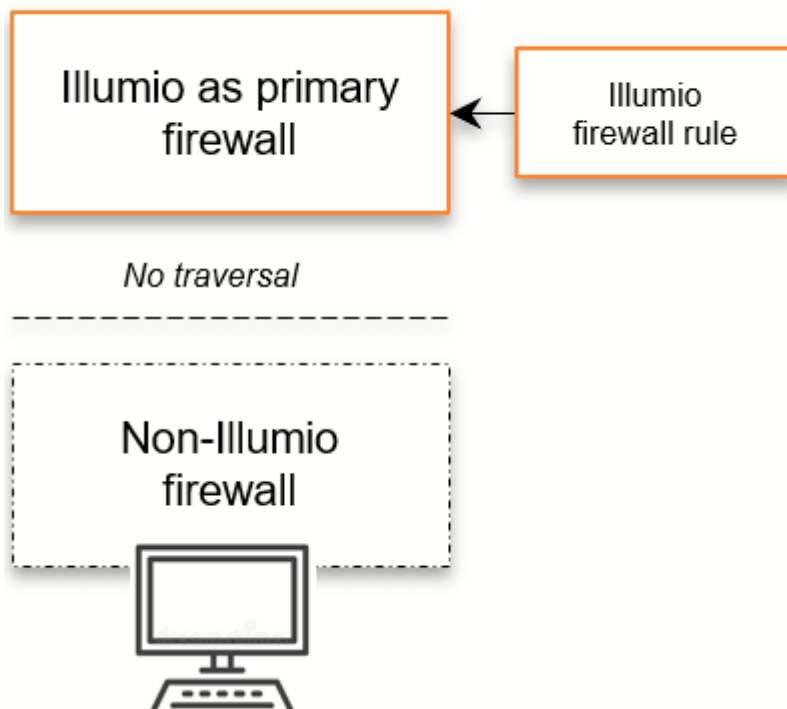 Illumio as primary
firewall
Illumio
firewall rule
No traversal
Non-Illumio
firewall